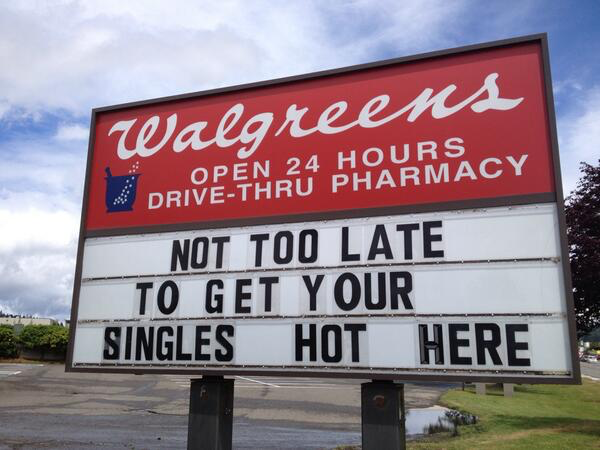 Walgreens
OPEN 24 HOURS
DRIVE-THRU PHARMACY
NOT TOO LATE
TO GET YOUR
SINGLES HOT HERE